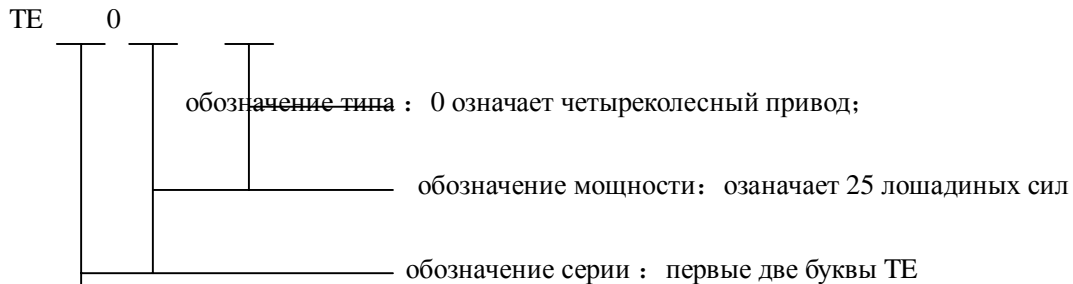 TE 0
обозначение типа : 0 означает четыреколесный привод;
обозначение мощности: озаначает 25 лошадиных сил
обозначение серии : первые две буквы TE